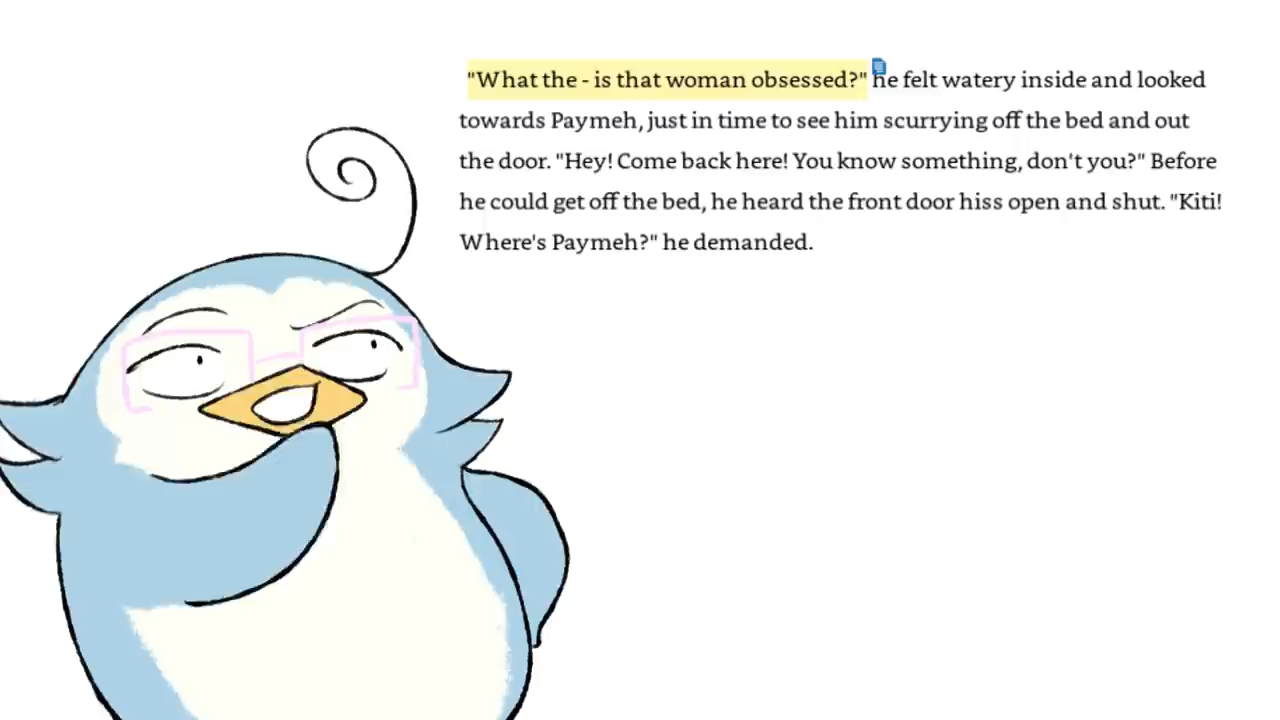 "What the - is that woman obsessed?" he felt watery inside and looked
towards Paymeh, just in time to see him scurrying off the bed and out
the door. "Hey! Come back here! You know something, don't you?" Before
he could get off the bed, he heard the front door hiss open and shut. "Kiti!
Where's Paymeh?" he demanded.